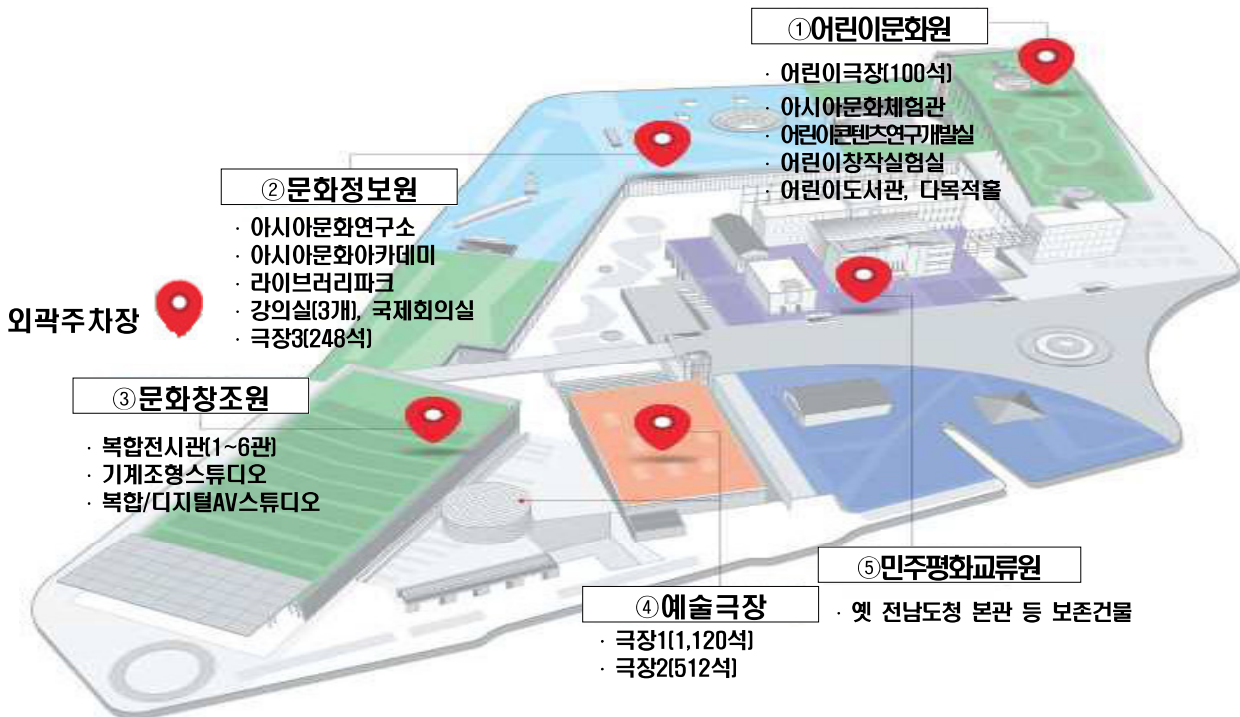 ①어린이문화원
· 어린이극장(100석)
· 아시아문화체험관
· 어린이콘텐츠연구개발실
· 어린이창작실험실
· 어린이도서관, 다목적홀
②문화정보원
· 아시아문화연구소
· 아시아문화아카데미
· 라이브러리파크
· 강의실(3개), 국제회의실
· 극장3(248석)
외곽주차장
③문화창조원
· 복합전시관(1~6관)
· 기계조형스튜디오
· 복합/디지털AV스튜디오
④예술극장
· 극장1(1,120석)
· 극장2(512석)
⑤민주평화교류원
· 옛 전남도청 본관 등 보존건물